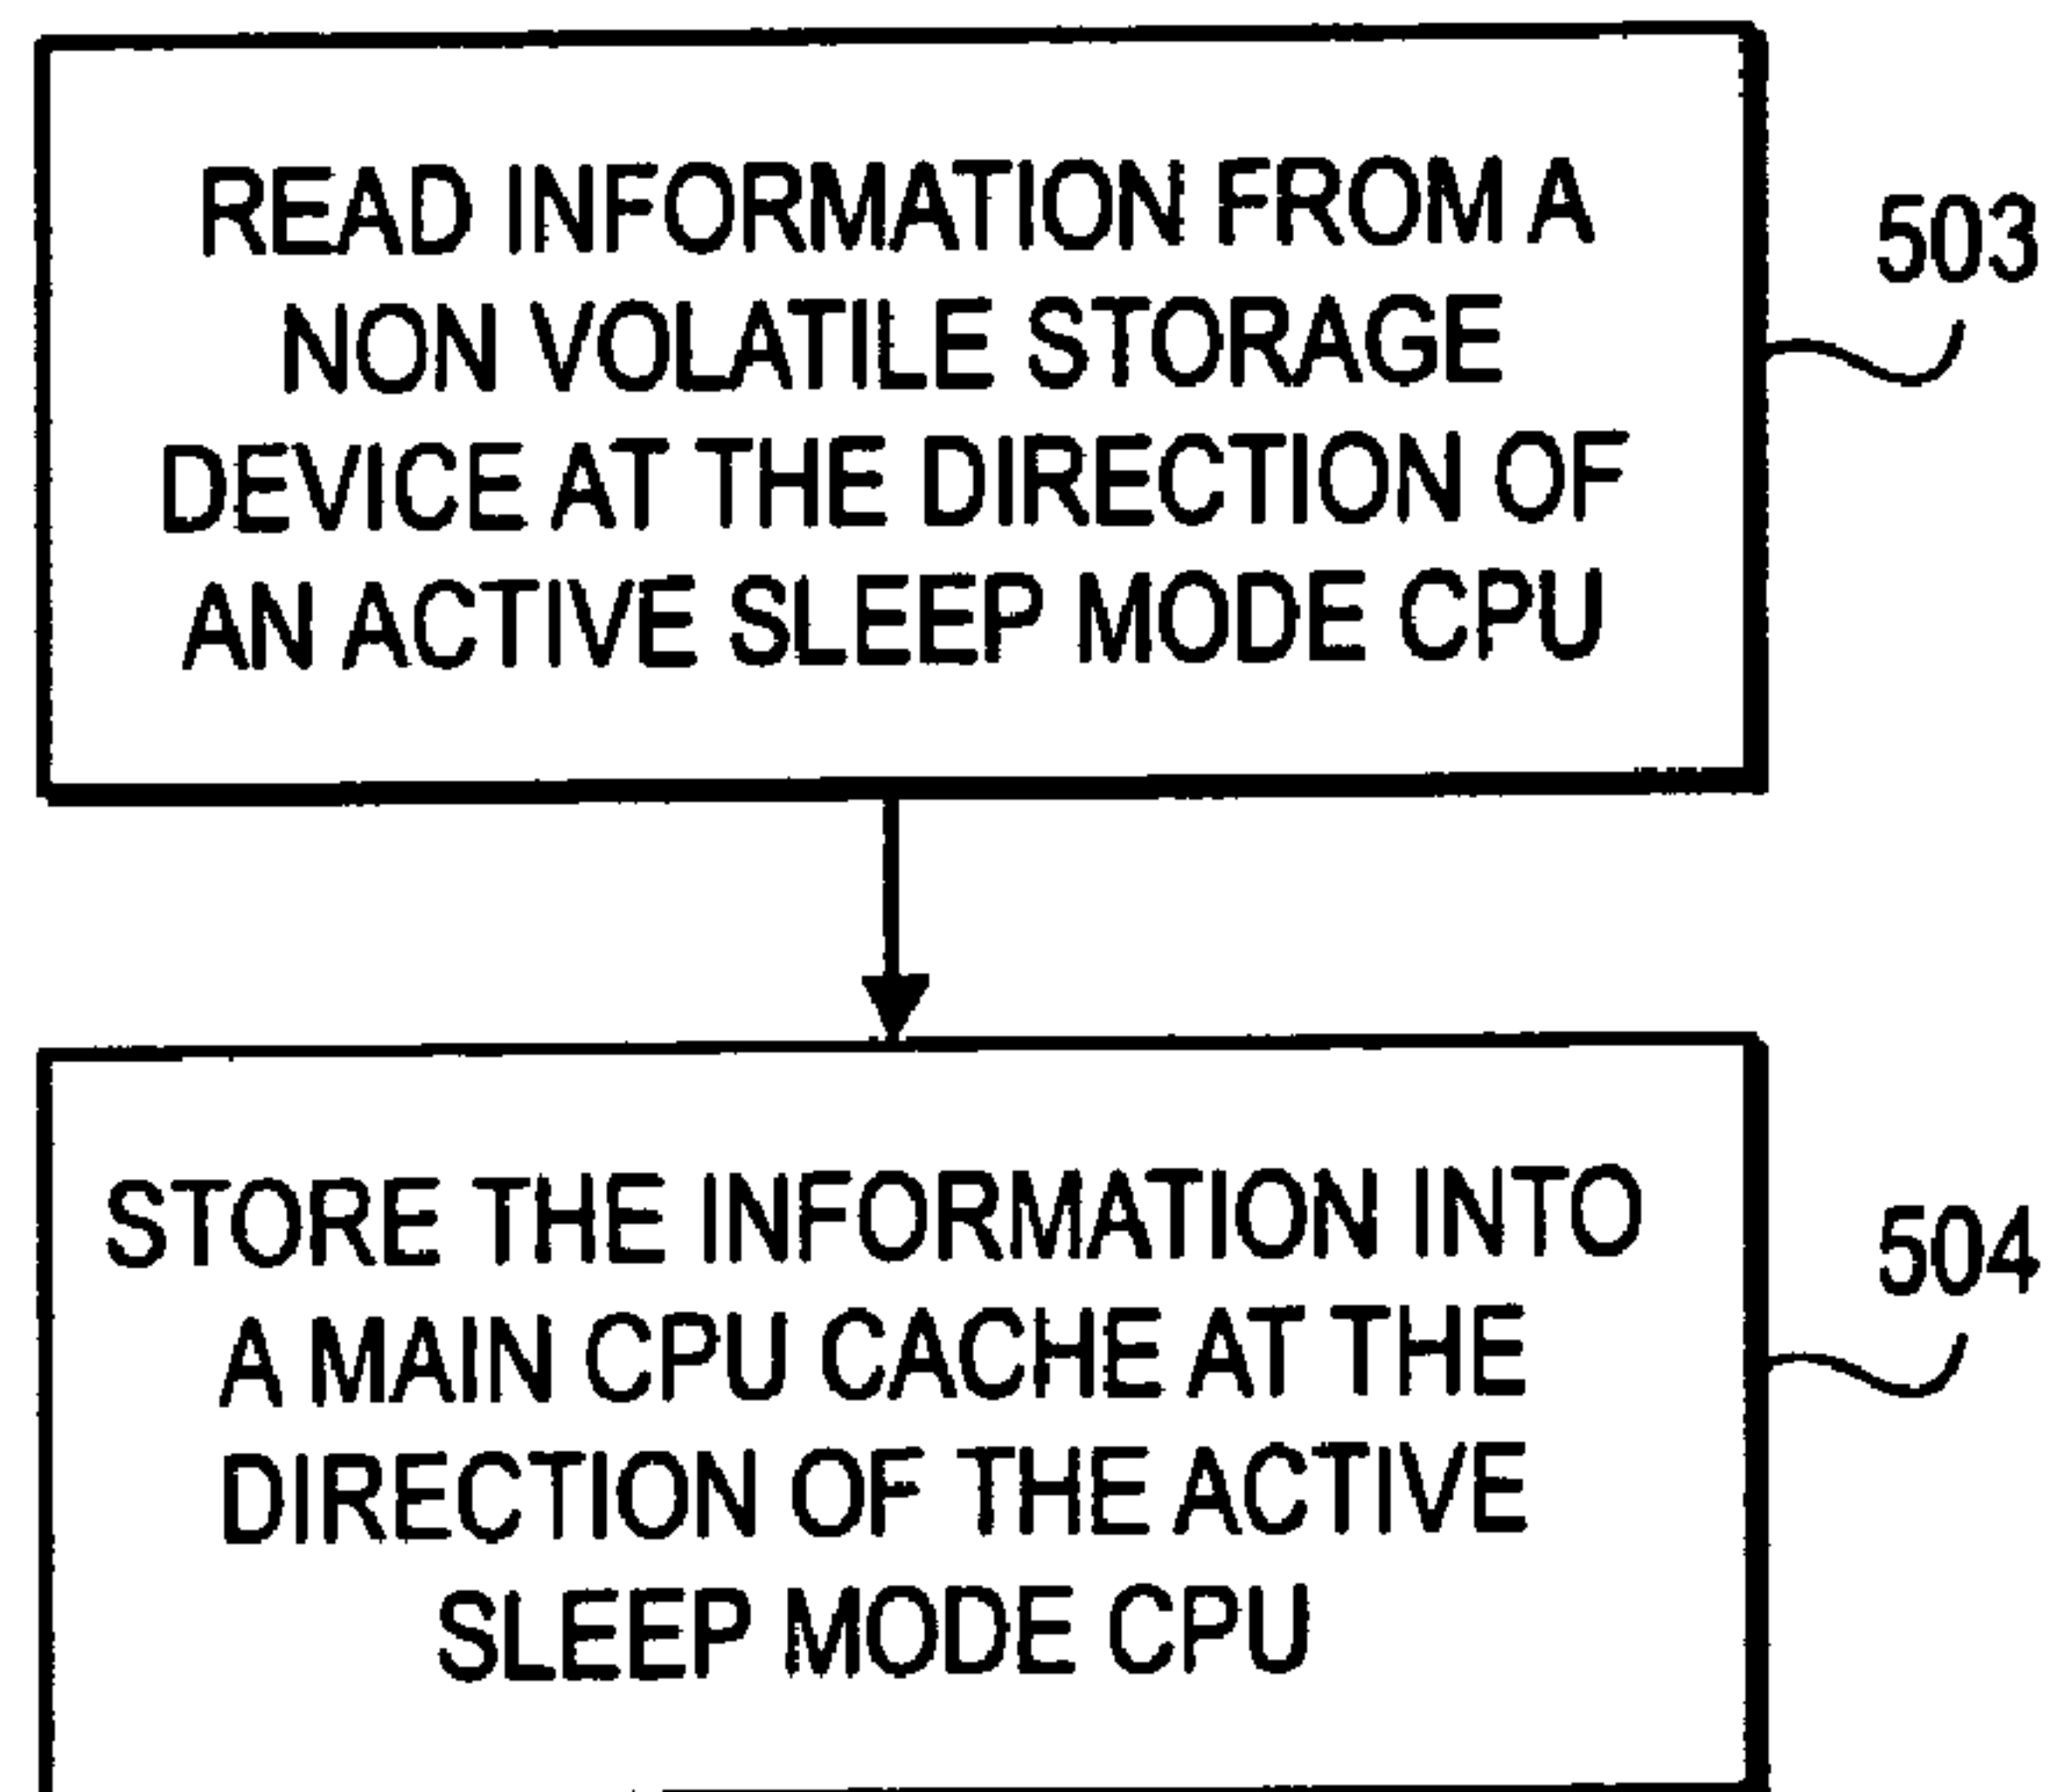 READ INFORMATION FROM A
NON VOLATILE STORAGE
DEVICE AT THE DIRECTION OF
AN ACTIVE SLEEP MODE CPU
503
STORE THE INFORMATION INTO
A MAIN CPU CACHE AT THE
DIRECTION OF THE ACTIVE
SLEEP MODE CPU
504